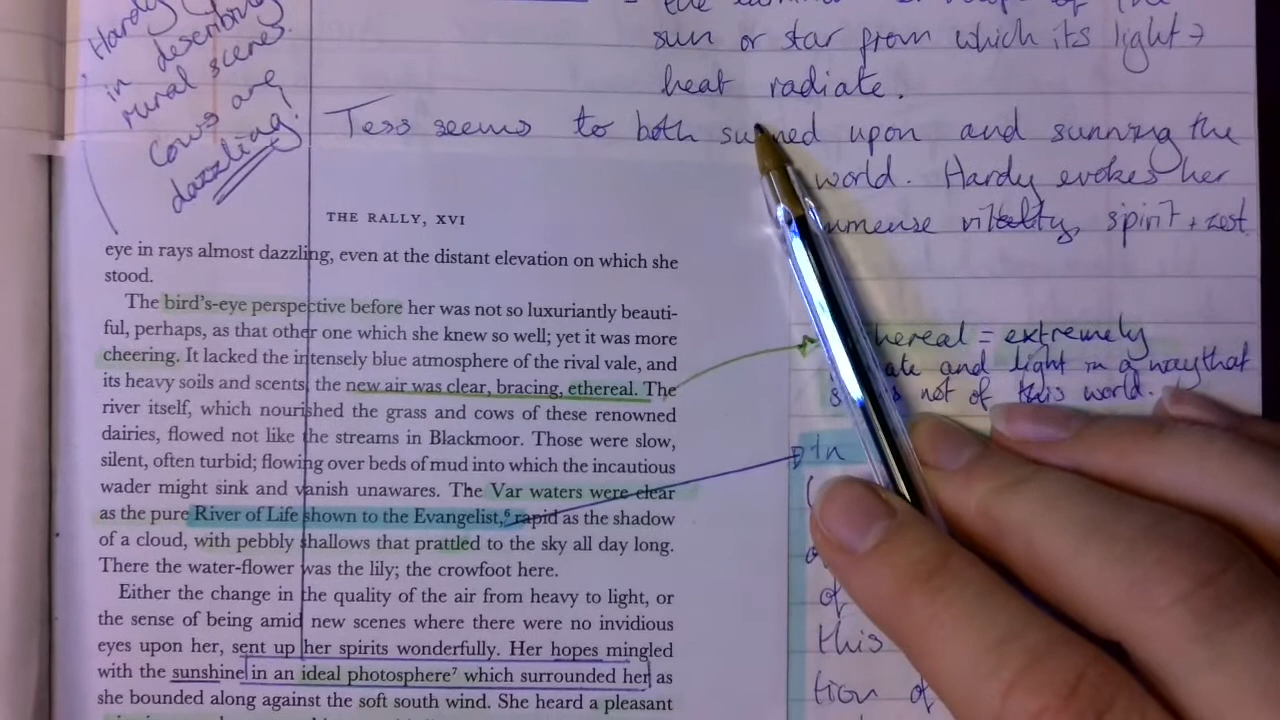 Hardy
in describing
rural scenes.
Cows are
dazzling!
sun or star from which its light +
heat radiate.
Tess seems to both sunned upon and sunning the
world. Hardy evokes her
immense vitality, spirit + zest.
THE RALLY, XVI
eye in rays almost dazzling, even at the distant elevation on which she
stood.
The bird's-eye perspective before her was not so luxuriantly beauti-
ful, perhaps, as that other one which she knew so well; yet it was more
cheering. It lacked the intensely blue atmosphere of the rival vale, and
its heavy soils and scents; the new air was clear, bracing, ethereal. The
river itself, which nourished the grass and cows of these renowned
dairies, flowed not like the streams in Blackmoor. Those were slow,
silent, often turbid; flowing over beds of mud into which the incautious
wader might sink and vanish unawares. The Var waters were clear
as the pure River of Life shown to the Evangelist,⁶ rapid as the shadow
of a cloud, with pebbly shallows that prattled to the sky all day long.
There the water-flower was the lily; the crowfoot here.
Either the change in the quality of the air from heavy to light, or
the sense of being amid new scenes where there were no invidious
eyes upon her, sent up her spirits wonderfully. Her hopes mingled
with the sunshine in an ideal photosphere⁷ which surrounded her as
she bounded along against the soft south wind. She heard a pleasant
hereal = extremely
ate and light in a way that
not of this world.
In
of
this
tion of